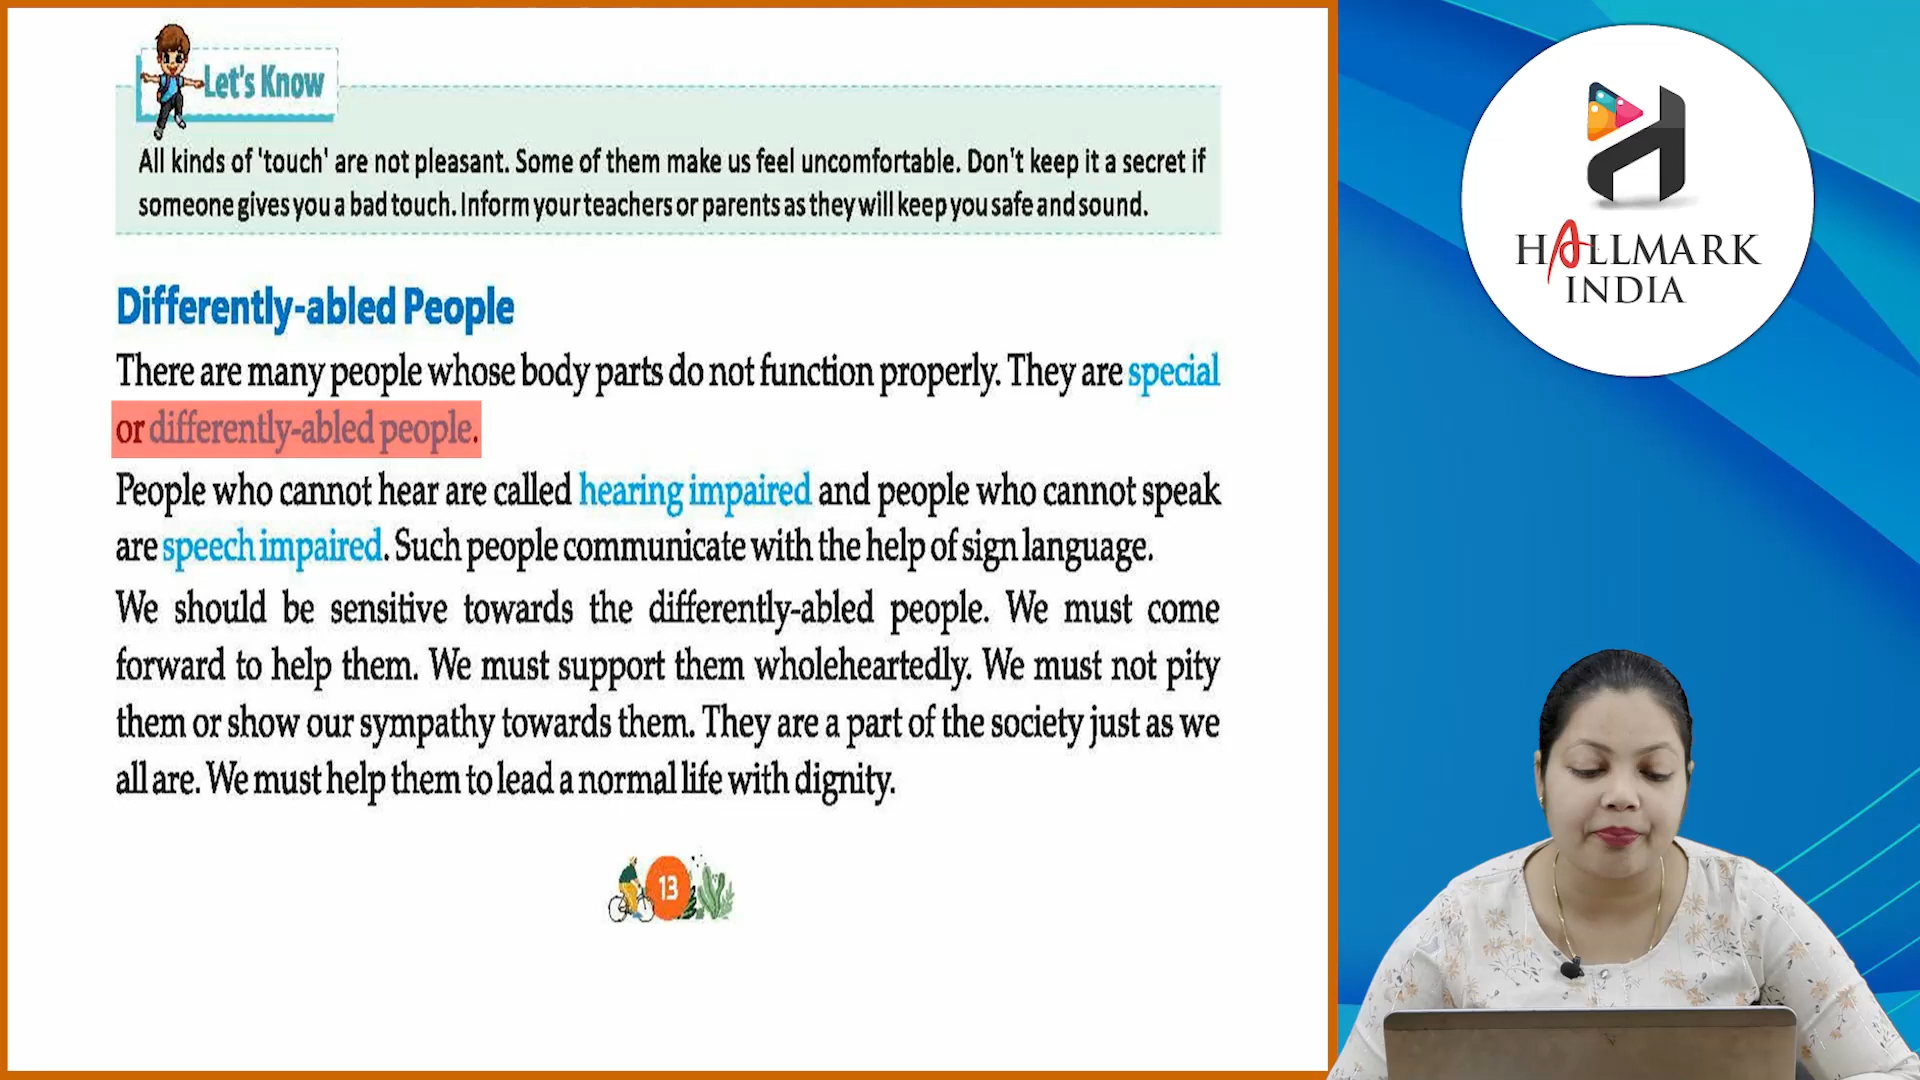 Let's Know
All kinds of 'touch' are not pleasant. Some of them make us feel uncomfortable. Don't keep it a secret if
someone gives you a bad touch. Inform your teachers or parents as they will keep you safe and sound.
Differently-abled People
There are many people whose body parts do not function properly. They are special
or differently-abled people.
People who cannot hear are called hearing impaired and people who cannot speak
are speech impaired. Such people communicate with the help of sign language.
We should be sensitive towards the differently-abled people. We must come
forward to help them. We must support them wholeheartedly. We must not pity
them or show our sympathy towards them. They are a part of the society just as we
all are. We must help them to lead a normal life with dignity.
13
HALLMARK
INDIA